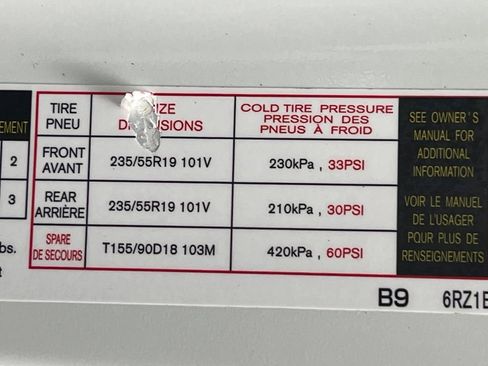 TIRE SIZE COLD TIRE PRESSURE
PNEU DIMENSIONS PRESSION DES
PNEUS À FROID
EMENT
FRONT
AVANT 235/55R19 101V 230kPa , 33PSI
2
REAR
ARRIÈRE 235/55R19 101V 210kPa , 30PSI
3
SPARE
DE SECOURS T155/90D18 103M 420kPa , 60PSI
bs.
t
SEE OWNER'S
MANUAL FOR
ADDITIONAL
INFORMATION
VOIR LE MANUEL
DE L'USAGER
POUR PLUS DE
RENSEIGNEMENTS
B9 6RZ1E